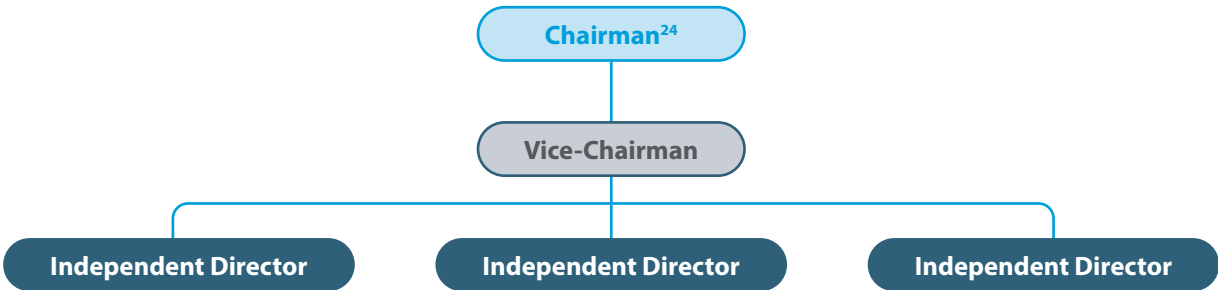 Chairman24
Vice-Chairman
Independent Director
Independent Director
Independent Director